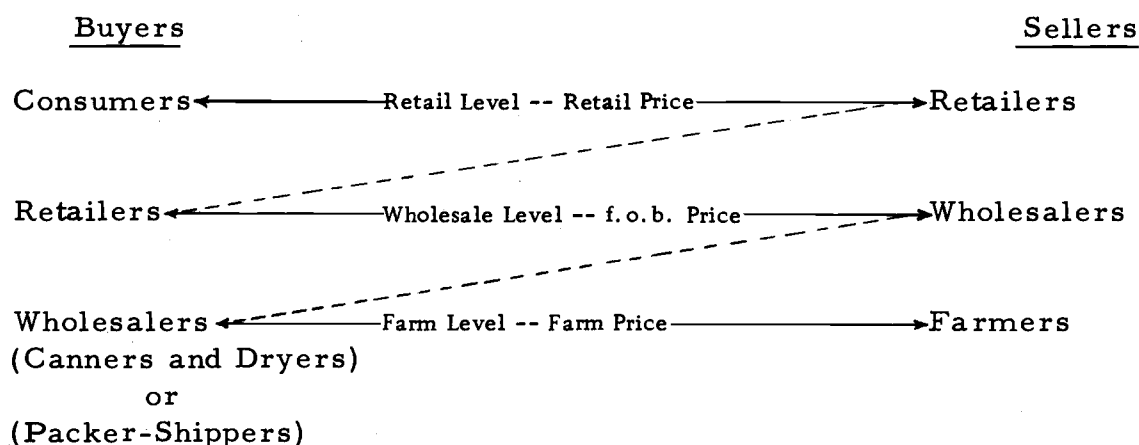 Buyers Sellers
Consumers Retail Level -- Retail Price Retailers
Retailers Wholesale Level -- f.o.b. Price Wholesalers
Wholesalers Farm Level -- Farm Price Farmers
(Canners and Dryers)
or
(Packer-Shippers)